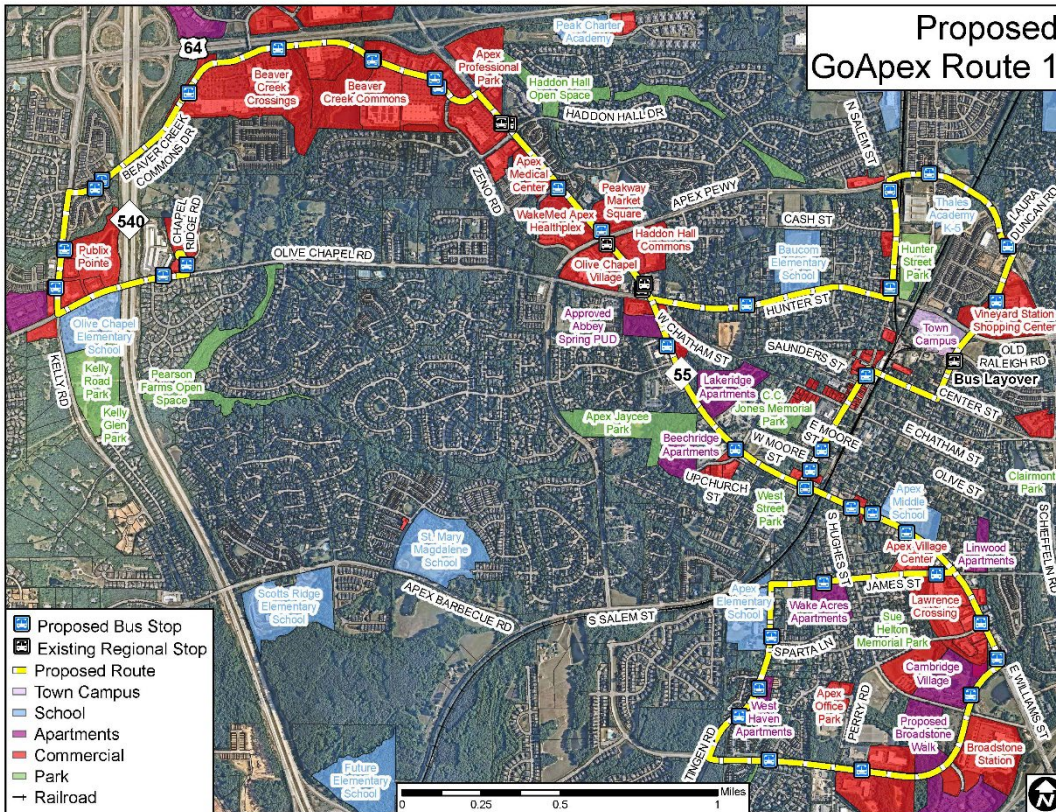 Proposed
GoApex Route 1
64
Peak Charter
Academy
Beaver
Creek
Crossings
Beaver
Creek Commons
Apex
Professional
Park
Haddon Hall
Open Space
HADDON HALL DR
N SALEM ST
BEAVER CREEK
COMMONS DR
ZENO RD
Apex
Medical
Center
WakeMed Apex
Healthplex
Peakway
Market
Square
APEX PEWY
LAURA
DUNCAN RD
Thales
Academy
K-5
540
CHAPEL
RIDGE RD
Publix
Pointe
OLIVE CHAPEL RD
Haddon Hall
Commons
Olive Chapel
Village
CASH ST
Baucom
Elementary
School
Hunter
Street
Park
HUNTER ST
Olive Chapel
Elementary
School
Kelly
Road
Park
Kelly
Glen
Park
KELLY RD
Pearson
Farms Open
Space
Approved
Abbey
Spring PUD
W CHATHAM ST
SAUNDERS ST
Town
Campus
Vineyard Station
Shopping Center
OLD
RALEIGH RD
Bus Layover
55
Lakeridge
Apartments
C.C.
Jones Memorial
Park
CENTER ST
Apex Jaycee
Park
Beechridge
Apartments
W MOORE
ST
E MOORE
ST
E CHATHAM ST
OLIVE ST
Clairmont
Park
UPCHURCH
ST
West
Street
Park
Apex
Middle
School
SCHIEFFELIN RD
S HUGHES ST
Apex Village
Center
Linwood
Apartments
St. Mary
Magdalene
School
Scotts Ridge
Elementary
School
APEX BARBECUE RD
S SALEM ST
Apex
Elementary
School
JAMES ST
Wake Acres
Apartments
Lawrence
Crossing
Sue
Helton
Memorial Park
SPARTA LN
Cambridge
Village
E WILLIAMS ST
West
Haven
Apartments
Apex
Office
Park
PERRY RD
Proposed
Broadstone
Walk
Broadstone
Station
TINGEN RD
Future
Elementary
School
Proposed Bus Stop
Existing Regional Stop
Proposed Route
Town Campus
School
Apartments
Commercial
Park
Railroad
Miles
0 0.25 0.5 1
N